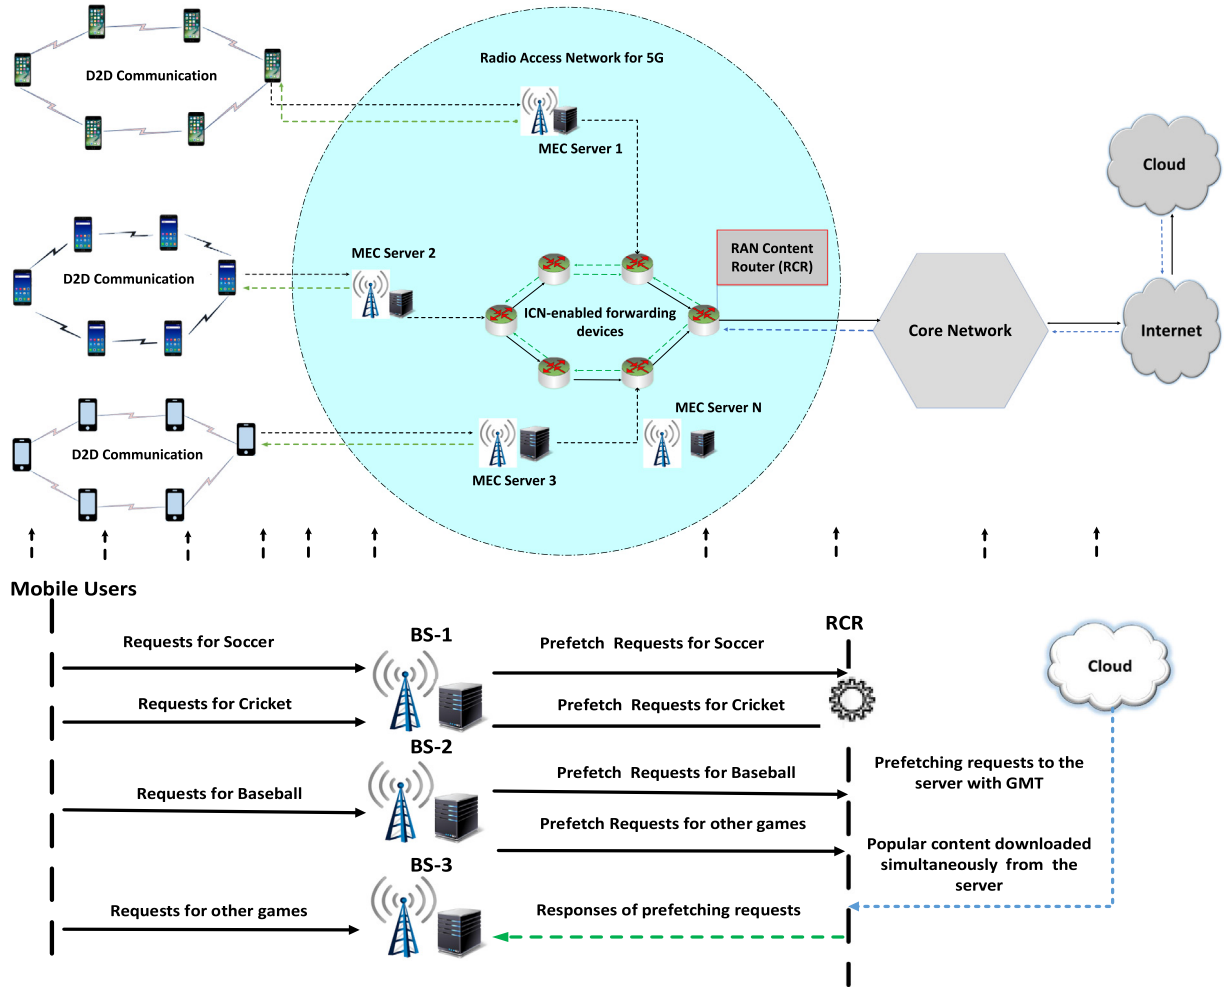 Radio Access Network for 5G
D2D Communication
MEC Server 1
Cloud
RAN Content
Router (RCR)
MEC Server 2
D2D Communication
ICN-enabled forwarding
devices
Core Network
Internet
MEC Server N
D2D Communication
MEC Server 3
Mobile Users
RCR
BS-1
Requests for Soccer
Prefetch Requests for Soccer
Cloud
Requests for Cricket
Prefetch Requests for Cricket
BS-2
Prefetching requests to the
server with GMT
Prefetch Requests for Baseball
Requests for Baseball
Prefetch Requests for other games
Popular content downloaded
simultaneously from the
server
BS-3
Requests for other games
Responses of prefetching requests